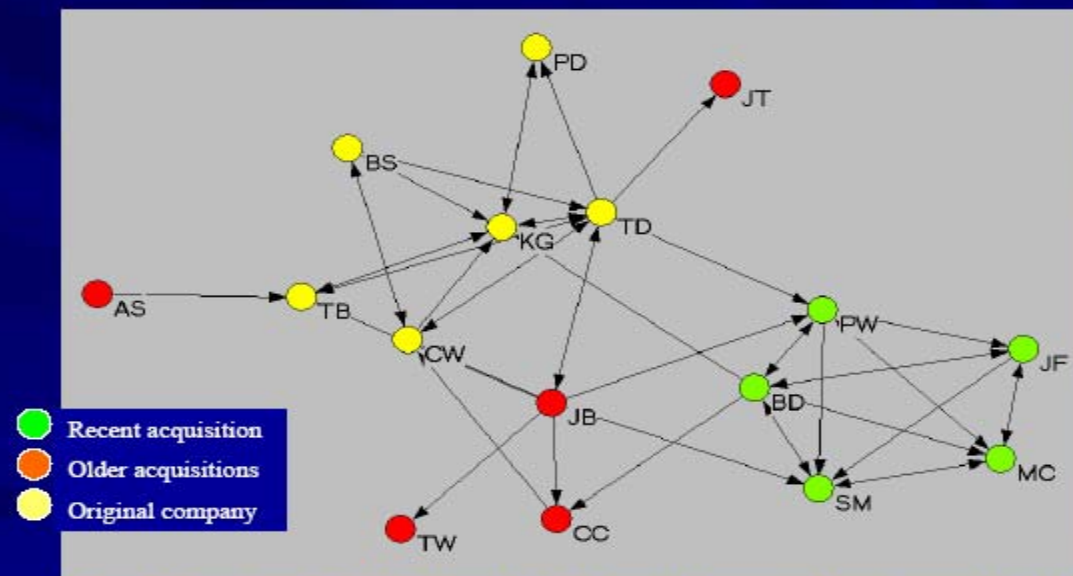 PD
JT
BS
KG
TD
AS
TB
PW
CW
JF
JB
BD
Recent acquisition
Older acquisitions
MC
SM
Original company
TW
CC